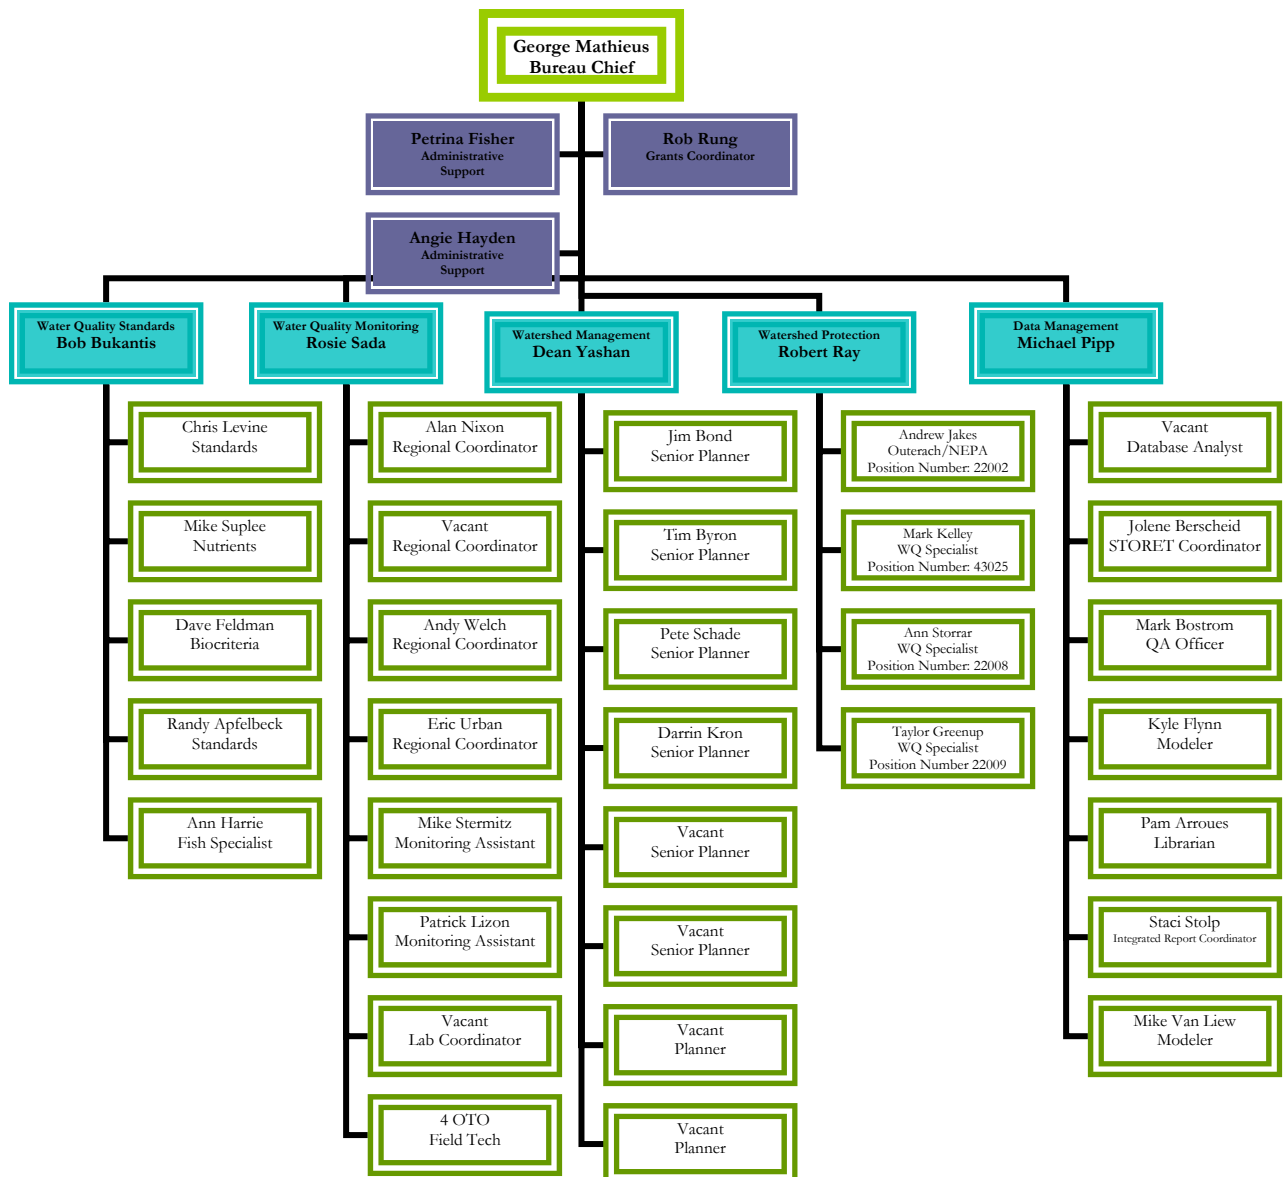 George Mathieus
Bureau Chief
Petrina Fisher
Administrative
Support
Rob Rung
Grants Coordinator
Angie Hayden
Administrative
Support
Water Quality Standards
Bob Bukantis
Water Quality Monitoring
Rosie Sada
Watershed Management
Dean Yashan
Watershed Protection
Robert Ray
Data Management
Michael Pipp
Chris Levine
Standards
Mike Suplee
Nutrients
Dave Feldman
Biocriteria
Randy Apfelbeck
Standards
Ann Harrie
Fish Specialist
Alan Nixon
Regional Coordinator
Vacant
Regional Coordinator
Andy Welch
Regional Coordinator
Eric Urban
Regional Coordinator
Mike Stermitz
Monitoring Assistant
Patrick Lizon
Monitoring Assistant
Vacant
Lab Coordinator
4 OTO
Field Tech
Jim Bond
Senior Planner
Tim Byron
Senior Planner
Pete Schade
Senior Planner
Darrin Kron
Senior Planner
Vacant
Senior Planner
Vacant
Senior Planner
Vacant
Planner
Vacant
Planner
Andrew Jakes
Outerach/NEPA
Position Number: 22002
Mark Kelley
WQ Specialist
Position Number: 43025
Ann Storrar
WQ Specialist
Position Number: 22008
Taylor Greenup
WQ Specialist
Position Number 22009
Vacant
Database Analyst
Jolene Berscheid
STORET Coordinator
Mark Bostrom
QA Officer
Kyle Flynn
Modeler
Pam Arroues
Librarian
Staci Stolp
Integrated Report Coordinator
Mike Van Liew
Modeler